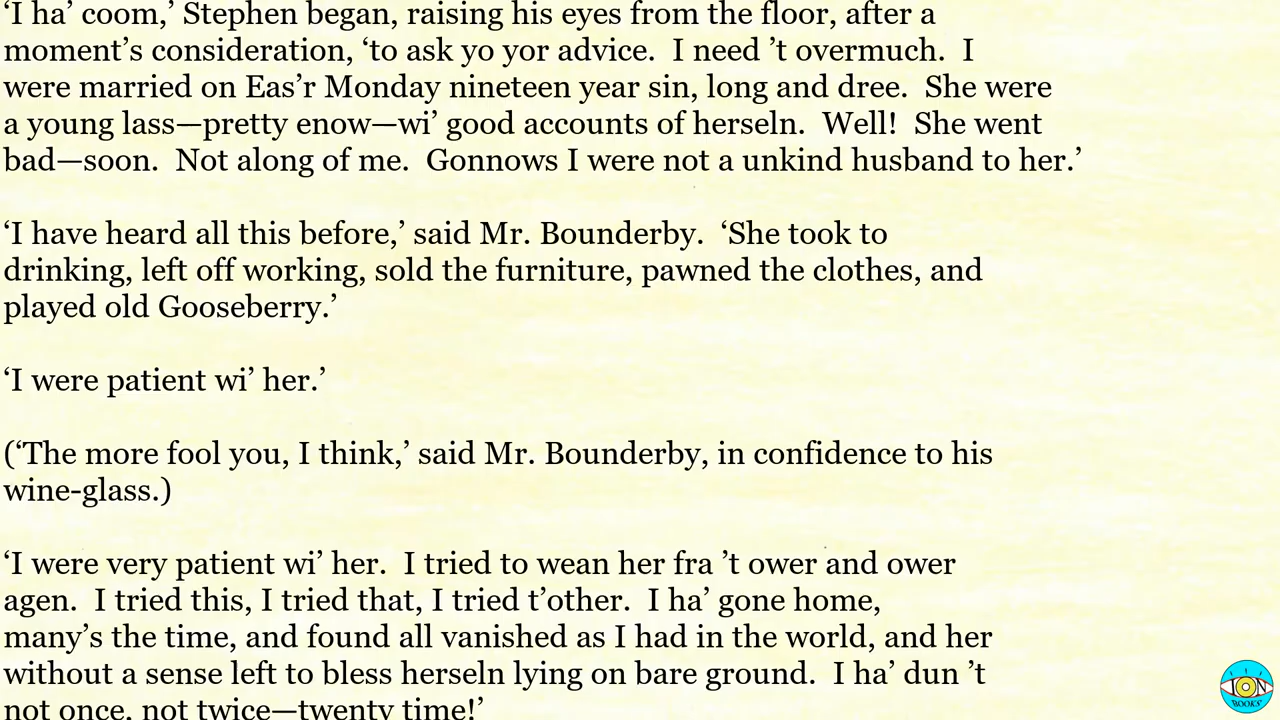 ‘I ha’ coom,’ Stephen began, raising his eyes from the floor, after a
moment’s consideration, ‘to ask yo yor advice.  I need ’t overmuch.  I
were married on Eas’r Monday nineteen year sin, long and dree.  She were
a young lass—pretty enow—wi’ good accounts of herseln.  Well!  She went
bad—soon.  Not along of me.  Gonnows I were not a unkind husband to her.’
‘I have heard all this before,’ said Mr. Bounderby.  ‘She took to
drinking, left off working, sold the furniture, pawned the clothes, and
played old Gooseberry.’
‘I were patient wi’ her.’
(‘The more fool you, I think,’ said Mr. Bounderby, in confidence to his
wine-glass.)
‘I were very patient wi’ her.  I tried to wean her fra ’t ower and ower
agen.  I tried this, I tried that, I tried t’other.  I ha’ gone home,
many’s the time, and found all vanished as I had in the world, and her
without a sense left to bless herseln lying on bare ground.  I ha’ dun ’t
not once, not twice—twenty time!’
ION
BOOKS